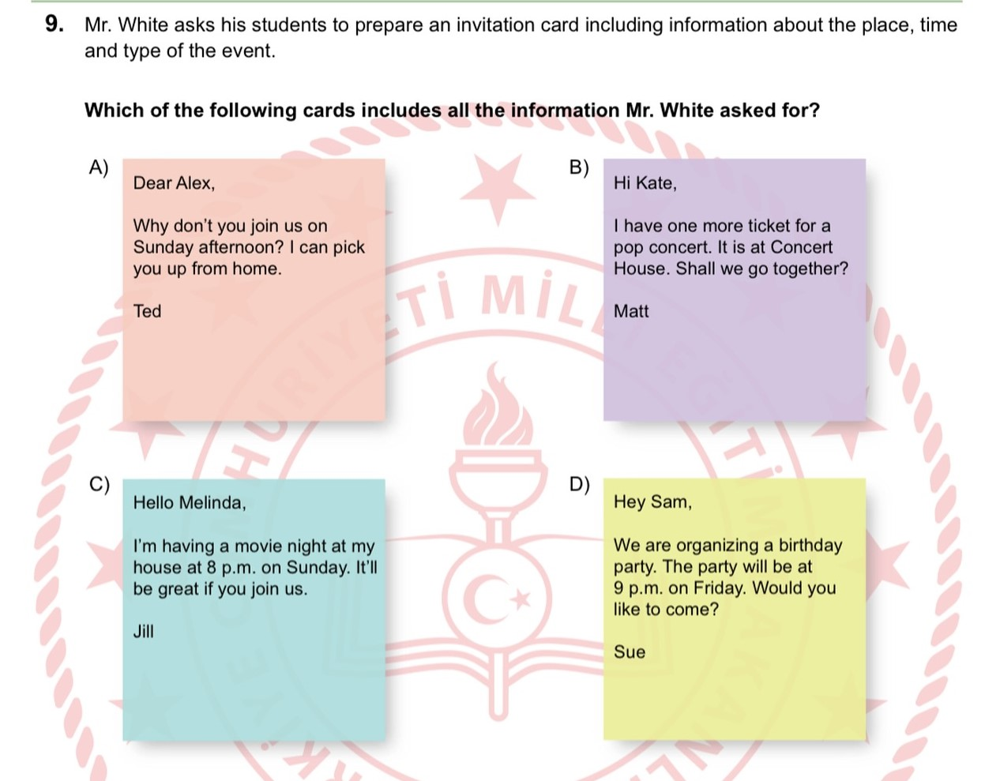 9. Mr. White asks his students to prepare an invitation card including information about the place, time
and type of the event.
Which of the following cards includes all the information Mr. White asked for?
A)
Dear Alex,
Why don't you join us on
Sunday afternoon? I can pick
you up from home.
Ted
B)
Hi Kate,
I have one more ticket for a
pop concert. It is at Concert
House. Shall we go together?
Matt
C)
Hello Melinda,
I'm having a movie night at my
house at 8 p.m. on Sunday. It'll
be great if you join us.
Jill
D)
Hey Sam,
We are organizing a birthday
party. The party will be at
9 p.m. on Friday. Would you
like to come?
Sue